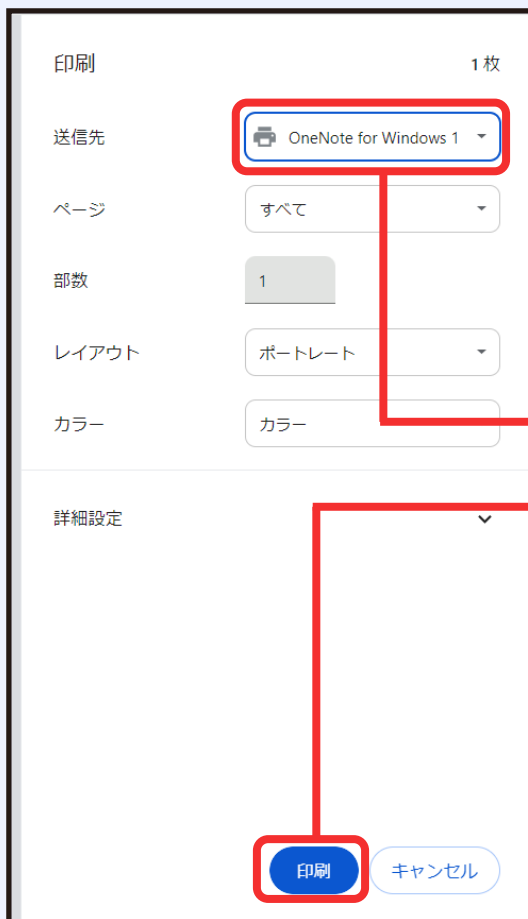 印刷 1 枚
送信先 OneNote for Windows 1
ページ すべて
部数 1
レイアウト ポートレート
カラー カラー
詳細設定
印刷 キャンセル